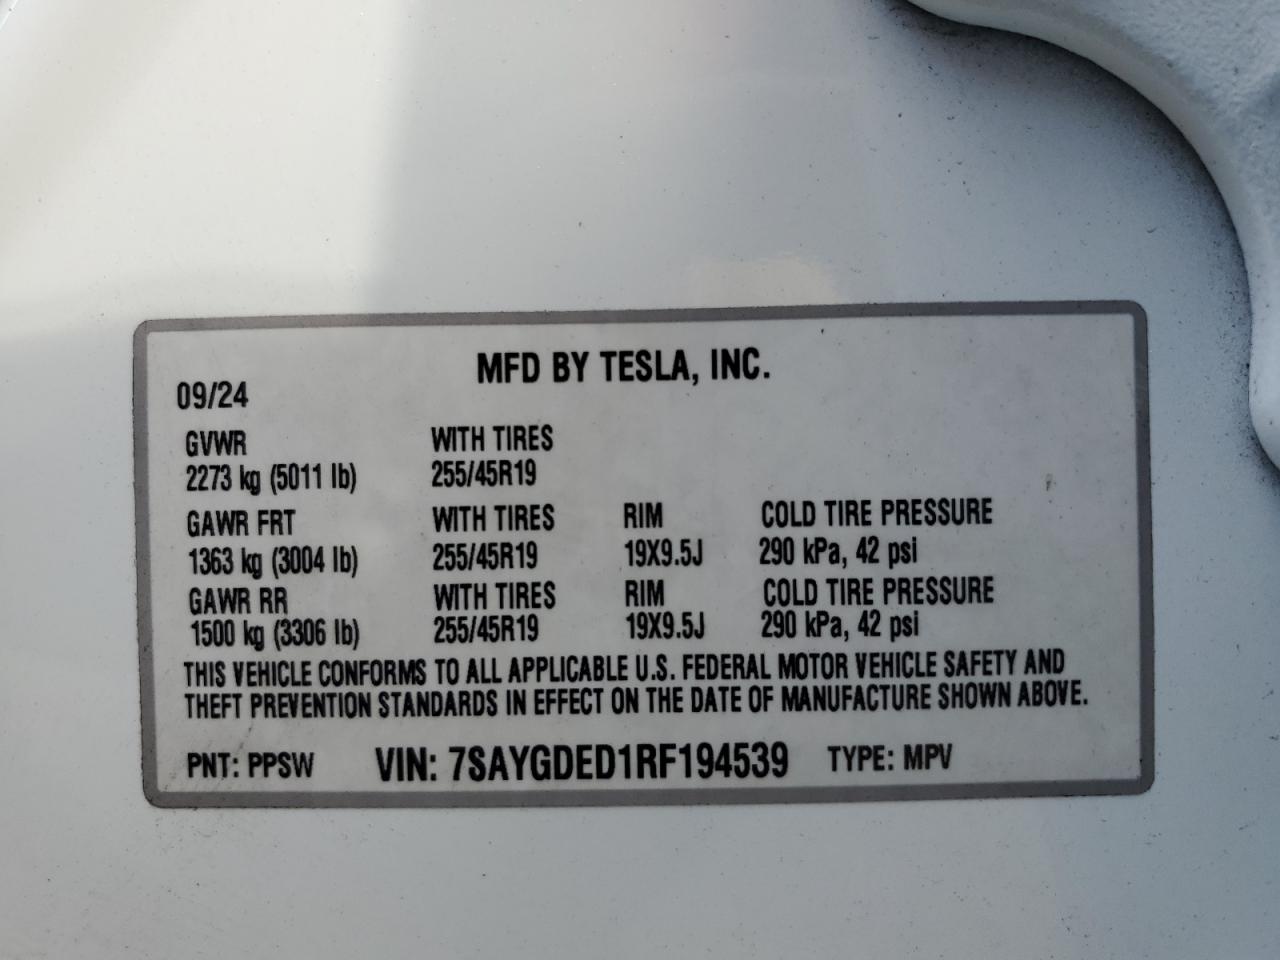 MFD BY TESLA, INC.
09/24
GVWR WITH TIRES
2273 kg (5011 lb) 255/45R19
GAWR FRT WITH TIRES RIM COLD TIRE PRESSURE
1363 kg (3004 lb) 255/45R19 19X9.5J 290 kPa, 42 psi
GAWR RR WITH TIRES RIM COLD TIRE PRESSURE
1500 kg (3306 lb) 255/45R19 19X9.5J 290 kPa, 42 psi
THIS VEHICLE CONFORMS TO ALL APPLICABLE U.S. FEDERAL MOTOR VEHICLE SAFETY AND
THEFT PREVENTION STANDARDS IN EFFECT ON THE DATE OF MANUFACTURE SHOWN ABOVE.
PNT: PPSW VIN: 7SAYGDED1RF194539 TYPE: MPV